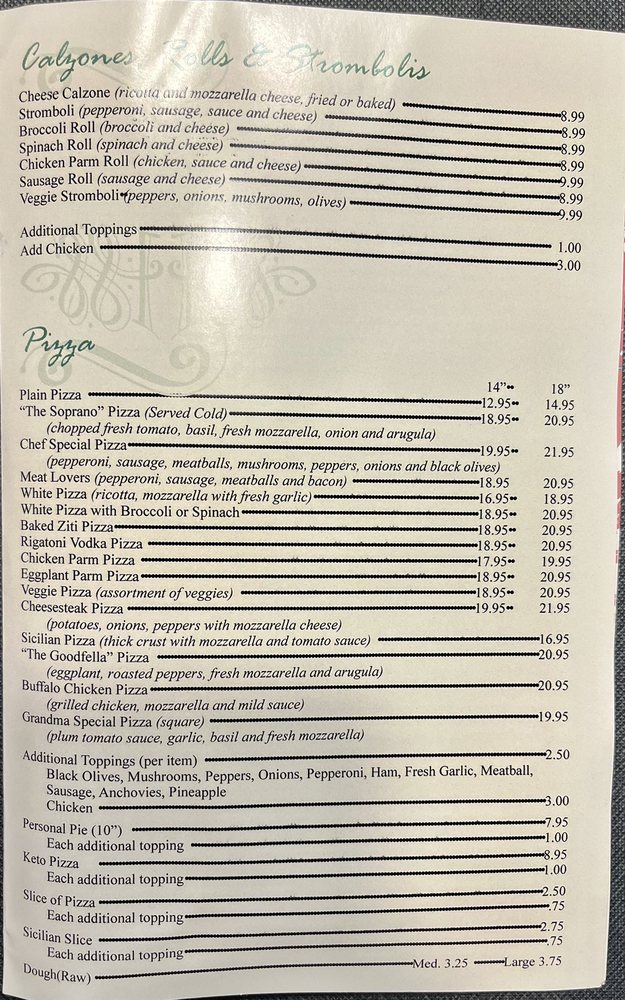 Calzones, Rolls & Strombolis
Cheese Calzone (ricotta and mozzarella cheese, fried or baked) 8.99
Stromboli (pepperoni, sausage, sauce and cheese) 8.99
Broccoli Roll (broccoli and cheese) 8.99
Spinach Roll (spinach and cheese) 8.99
Chicken Parm Roll (chicken, sauce and cheese) 9.99
Sausage Roll (sausage and cheese) 8.99
Veggie Stromboli (peppers, onions, mushrooms, olives) 9.99
Additional Toppings 1.00
Add Chicken 3.00
Pizza
14” 18”
Plain Pizza 12.95 14.95
“The Soprano” Pizza (Served Cold) 18.95 20.95
(chopped fresh tomato, basil, fresh mozzarella, onion and arugula)
Chef Special Pizza 19.95 21.95
(pepperoni, sausage, meatballs, mushrooms, peppers, onions and black olives)
Meat Lovers (pepperoni, sausage, meatballs and bacon) 18.95 20.95
White Pizza (ricotta, mozzarella with fresh garlic) 16.95 18.95
White Pizza with Broccoli or Spinach 18.95 20.95
Baked Ziti Pizza 18.95 20.95
Rigatoni Vodka Pizza 18.95 20.95
Chicken Parm Pizza 17.95 19.95
Eggplant Parm Pizza 18.95 20.95
Veggie Pizza (assortment of veggies) 18.95 20.95
Cheesesteak Pizza 19.95 21.95
(potatoes, onions, peppers with mozzarella cheese)
Sicilian Pizza (thick crust with mozzarella and tomato sauce) 16.95
“The Goodfella” Pizza 20.95
(eggplant, roasted peppers, fresh mozzarella and arugula)
Buffalo Chicken Pizza 20.95
(grilled chicken, mozzarella and mild sauce)
Grandma Special Pizza (square) 19.95
(plum tomato sauce, garlic, basil and fresh mozzarella)
Additional Toppings (per item) 2.50
Black Olives, Mushrooms, Peppers, Onions, Pepperoni, Ham, Fresh Garlic, Meatball,
Sausage, Anchovies, Pineapple
Chicken 3.00
Personal Pie (10”) 7.95
Each additional topping 1.00
Keto Pizza 8.95
Each additional topping 1.00
Slice of Pizza 2.50
Each additional topping .75
Sicilian Slice 2.75
Each additional topping .75
Dough(Raw) Med. 3.25 Large 3.75